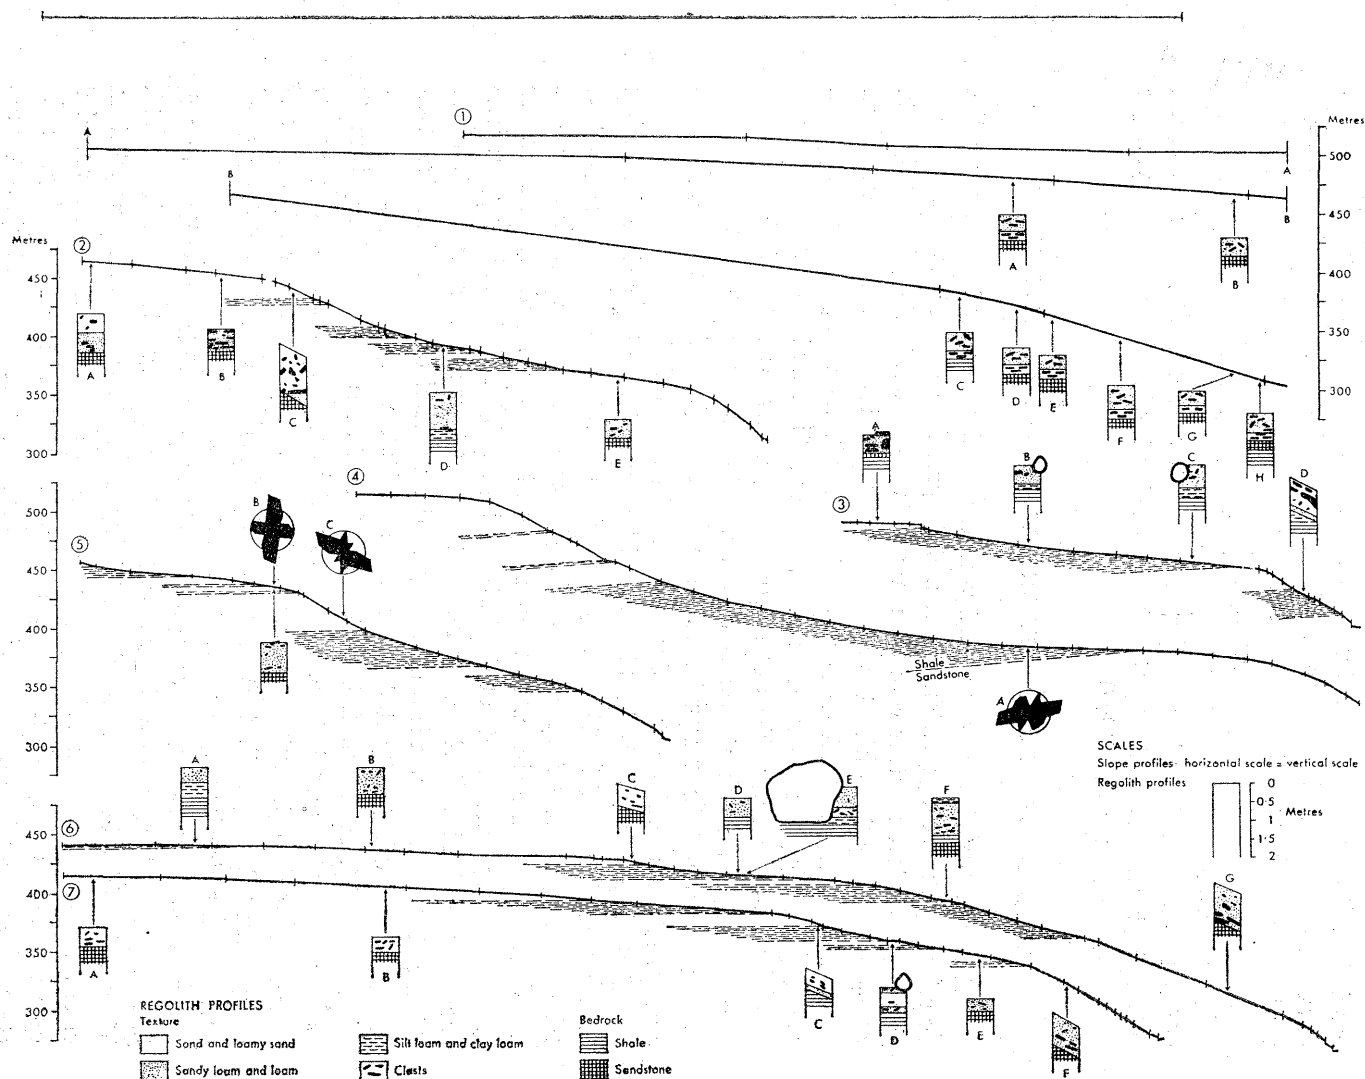 ①
Metres
500
450
400
350
300
A
A
B
B
A
B
C
D
E
F
G
H
Metres
②
450
400
350
300
A
B
C
D
E
③
A
B
C
D
④
Shale
Sandstone
A
⑤
500
450
400
350
300
B
C
SCALES
Slope profiles- horizontal scale = vertical scale
Regolith profiles
0
0·5
1
1·5
2
Metres
⑥
A
B
C
D
E
F
G
450
400
350
300
⑦
A
B
C
D
E
F
REGOLITH PROFILES
Texture
Sand and loamy sand
Sandy loam and loam
Silt loam and clay loam
Clasts
Bedrock
Shale
Sandstone